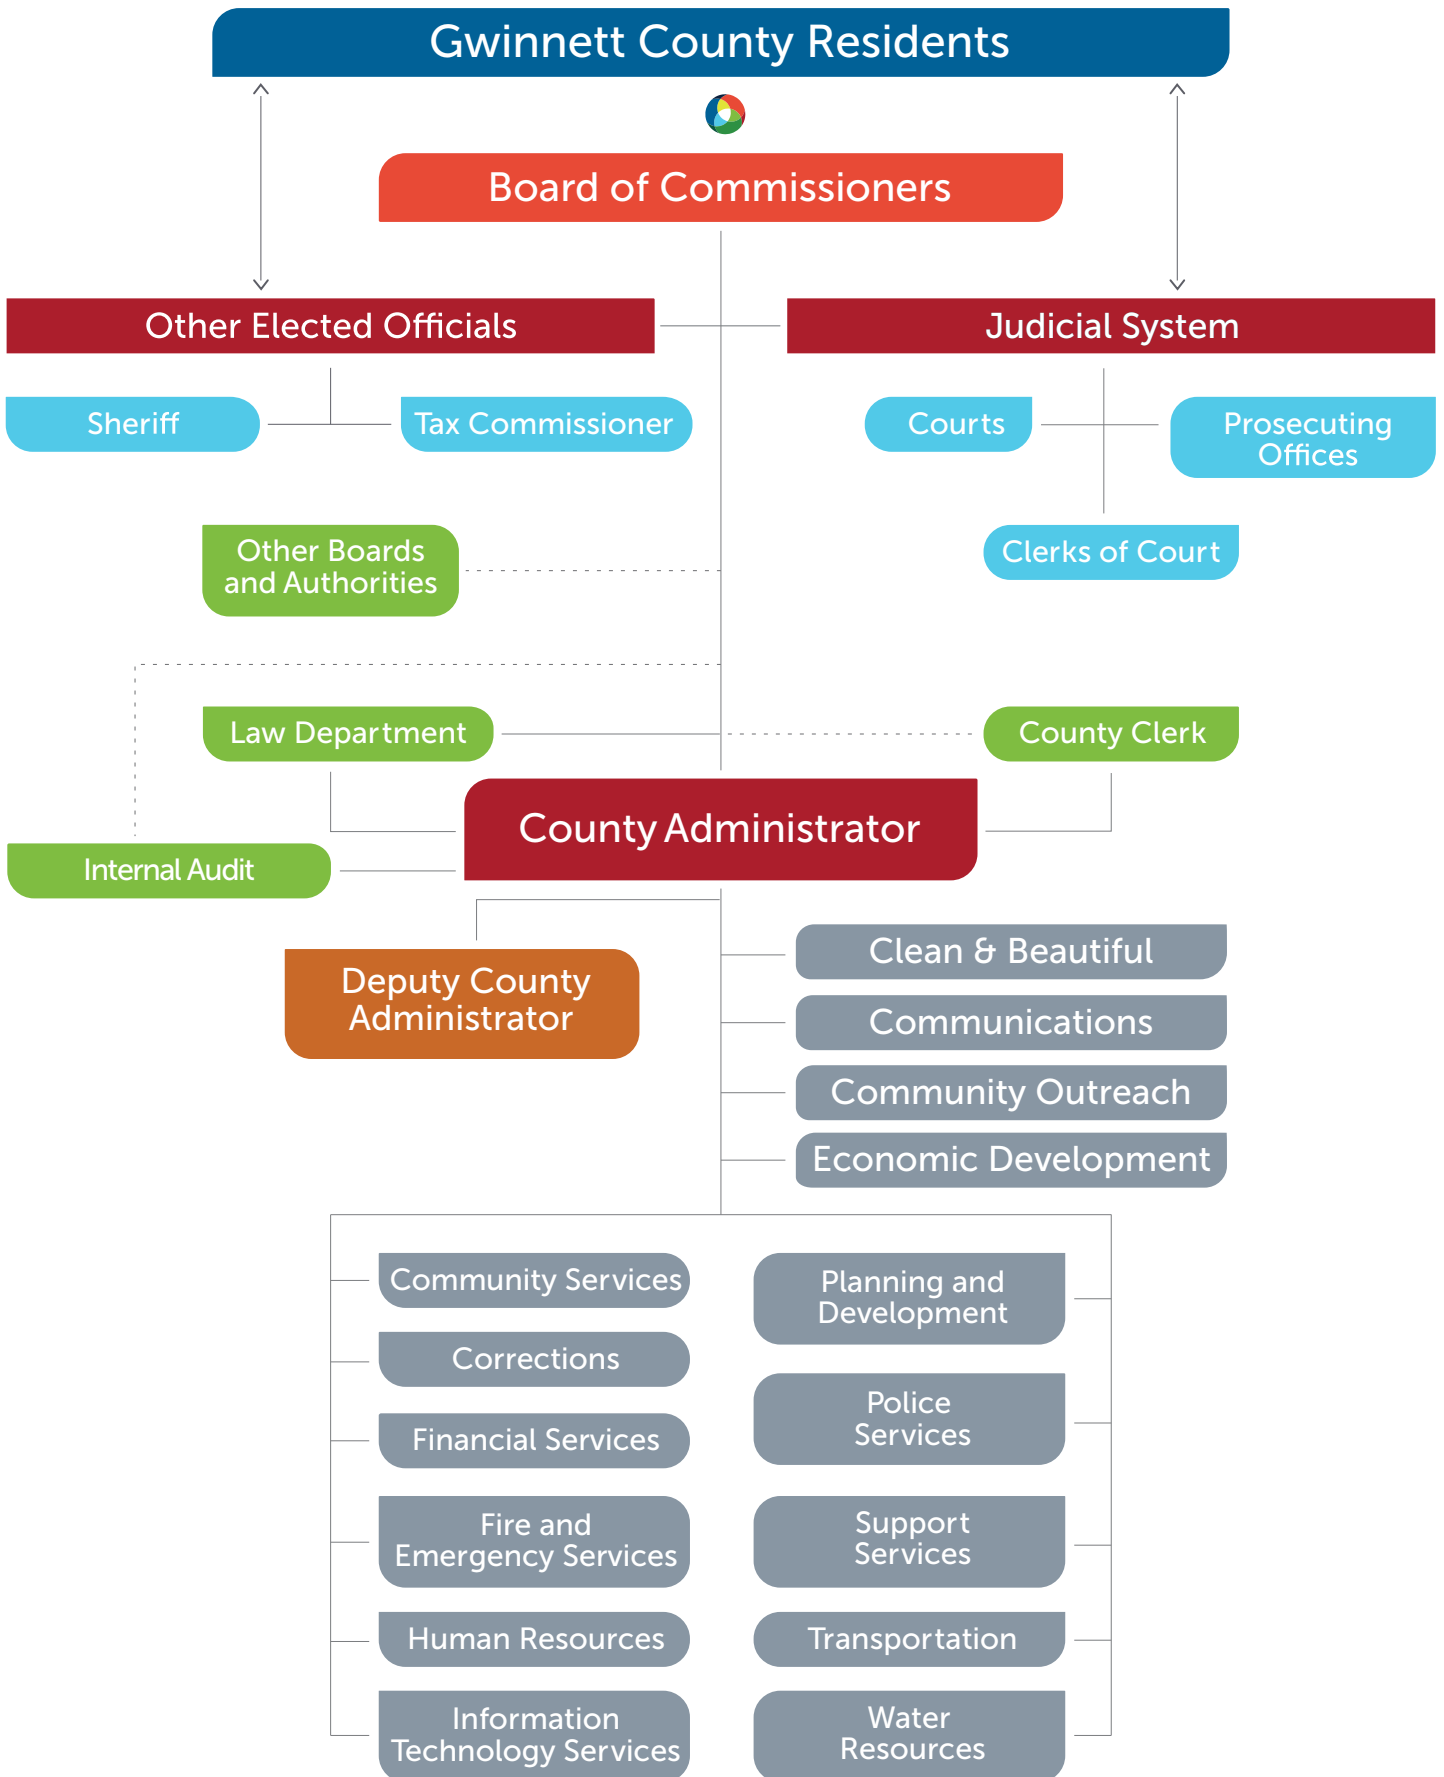 Gwinnett County Residents
Board of Commissioners
Other Elected Officials
Judicial System
Sheriff
Tax Commissioner
Courts
Prosecuting
Offices
Clerks of Court
Other Boards
and Authorities
Law Department
County Clerk
County Administrator
Internal Audit
Deputy County
Administrator
Clean & Beautiful
Communications
Community Outreach
Economic Development
Community Services
Corrections
Financial Services
Fire and
Emergency Services
Human Resources
Information
Technology Services
Planning and
Development
Police
Services
Support
Services
Transportation
Water
Resources